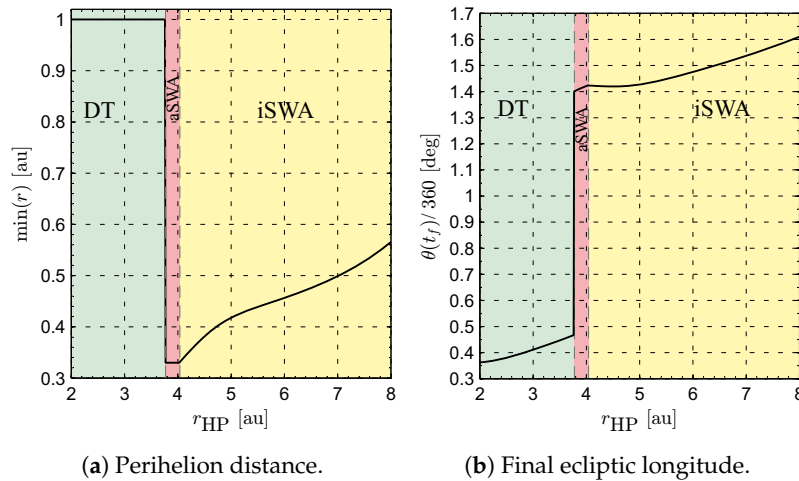 1
0.9
0.8
0.7
0.6
0.5
0.4
0.3
min(r) [au]
DT
aSWA
iSWA
2 3 4 5 6 7 8
r_HP [au]
(a) Perihelion distance.
1.7
1.6
1.5
1.4
1.3
1.2
1.1
1
0.9
0.8
0.7
0.6
0.5
0.4
0.3
θ(t_f)/360 [deg]
DT
aSWA
iSWA
2 3 4 5 6 7 8
r_HP [au]
(b) Final ecliptic longitude.